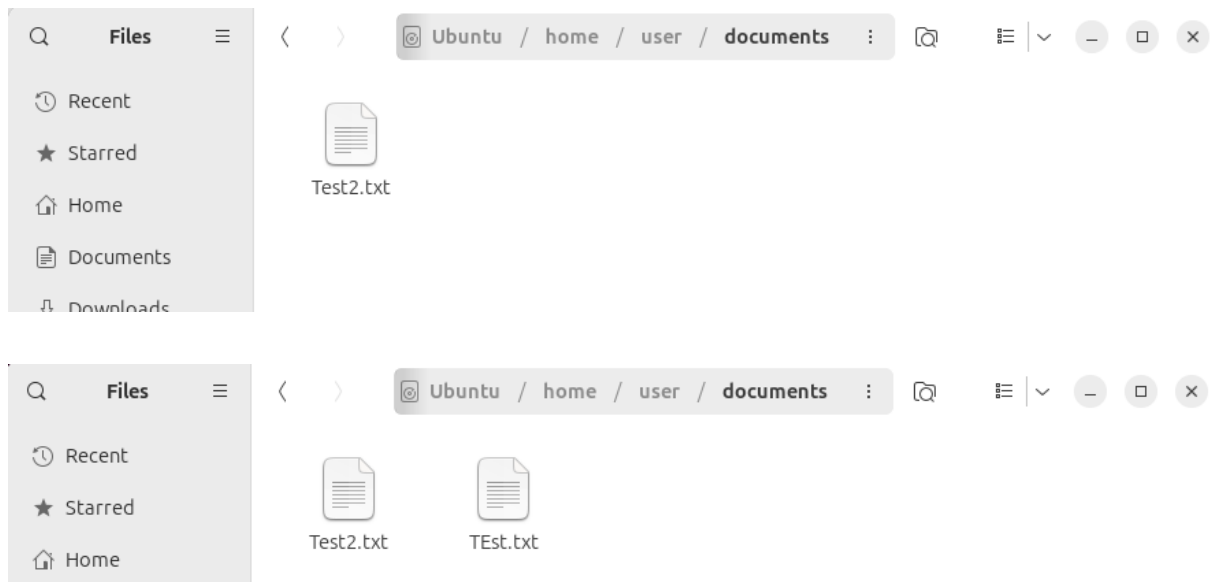 Files
Ubuntu / home / user / documents
Recent
Starred
Home
Documents
Downloads
Test2.txt
Files
Ubuntu / home / user / documents
Recent
Starred
Home
Test2.txt TEst.txt